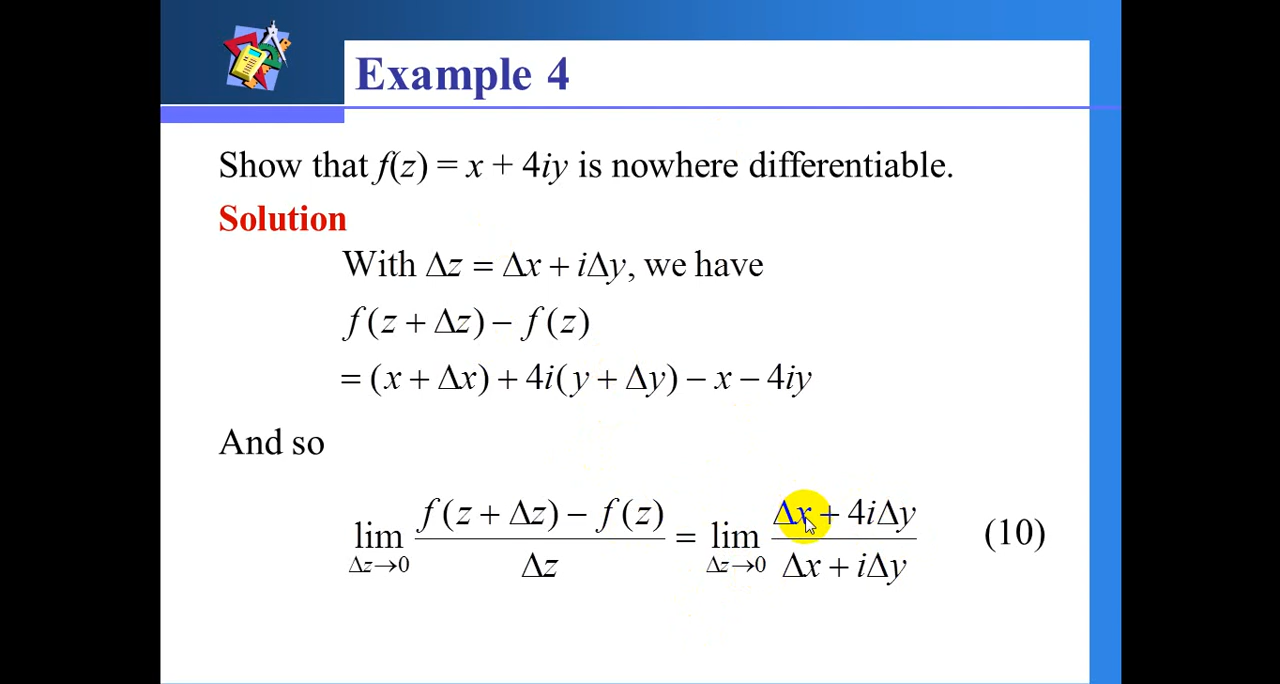 Example 4
Show that f(z) = x + 4iy is nowhere differentiable.
Solution
With Δz = Δx + iΔy, we have
f(z + Δz) − f(z)
= (x + Δx) + 4i(y + Δy) − x − 4iy
And so
lim Δz→0 f(z + Δz) − f(z) / Δz = lim Δz→0 Δx + 4iΔy / Δx + iΔy (10)